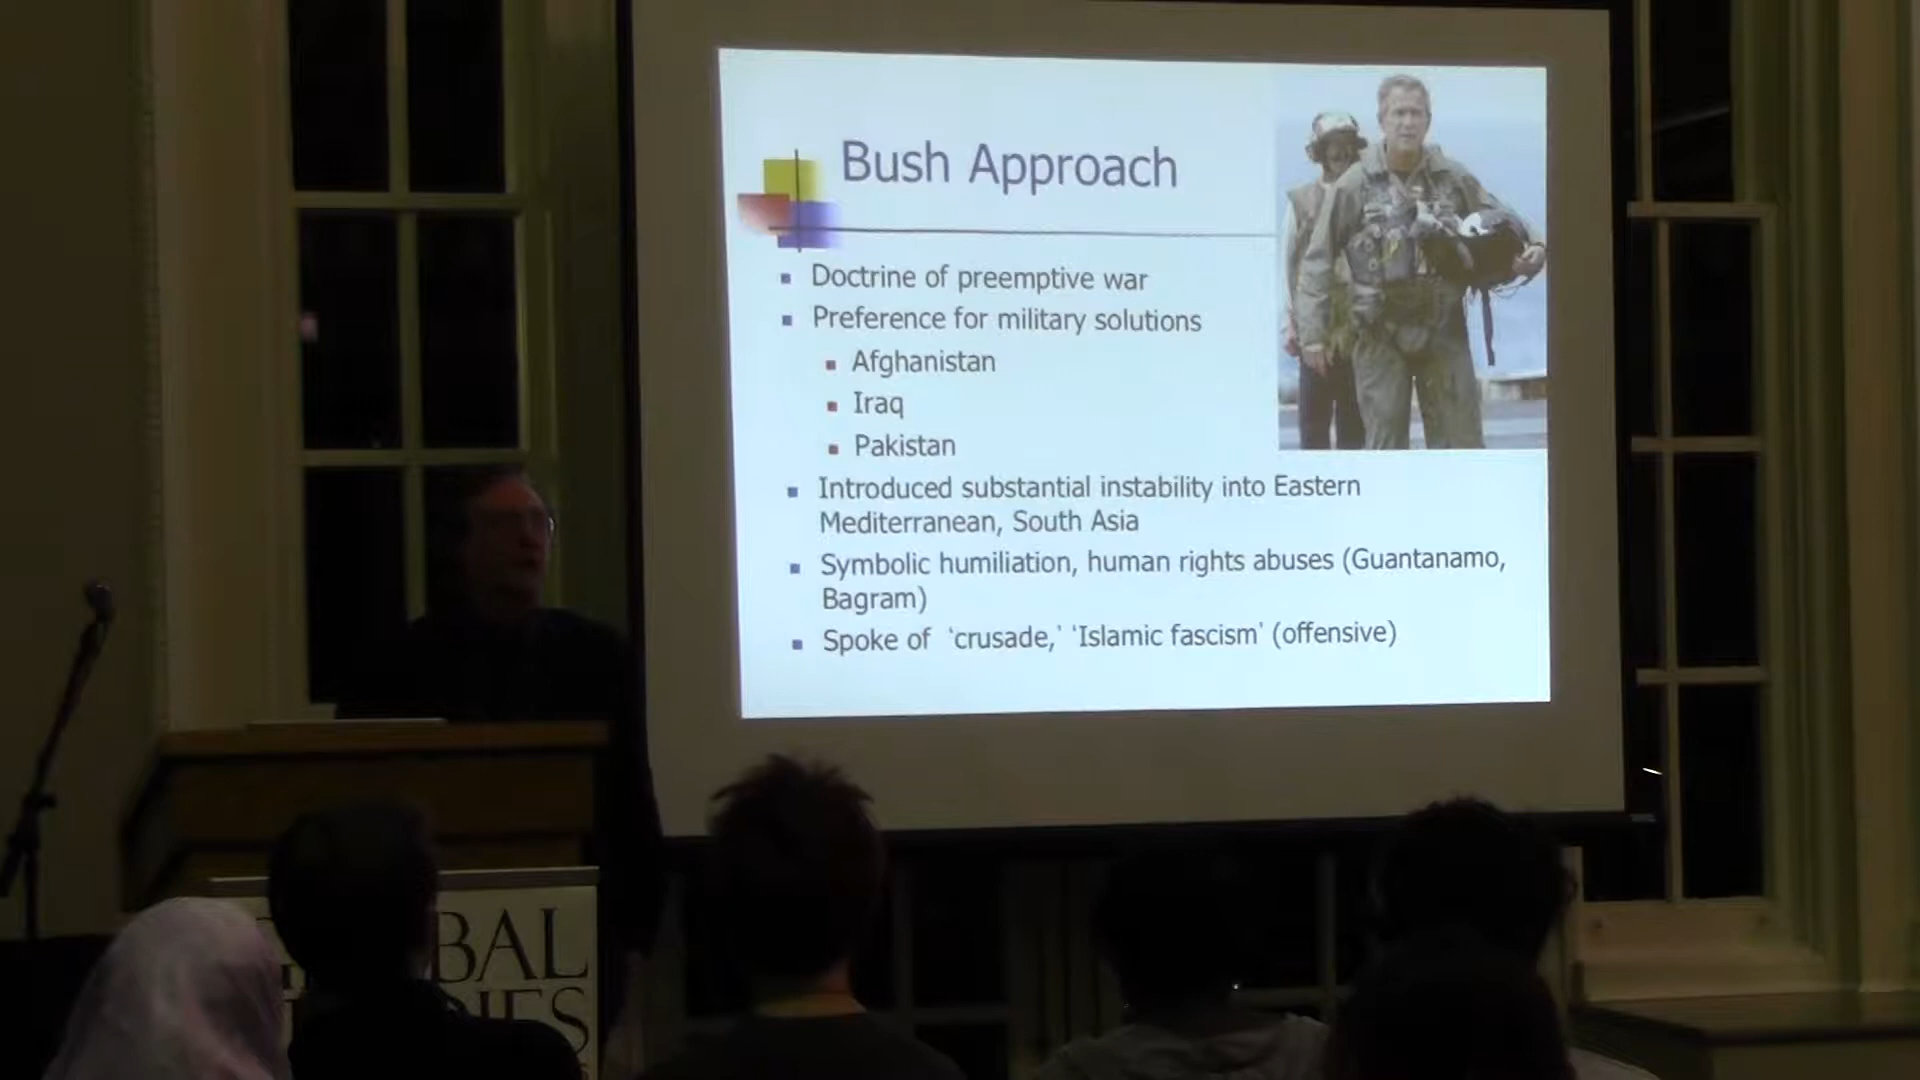 Bush Approach
Doctrine of preemptive war
Preference for military solutions
Afghanistan
Iraq
Pakistan
Introduced substantial instability into Eastern
Mediterranean, South Asia
Symbolic humiliation, human rights abuses (Guantanamo,
Bagram)
Spoke of 'crusade,' 'Islamic fascism' (offensive)